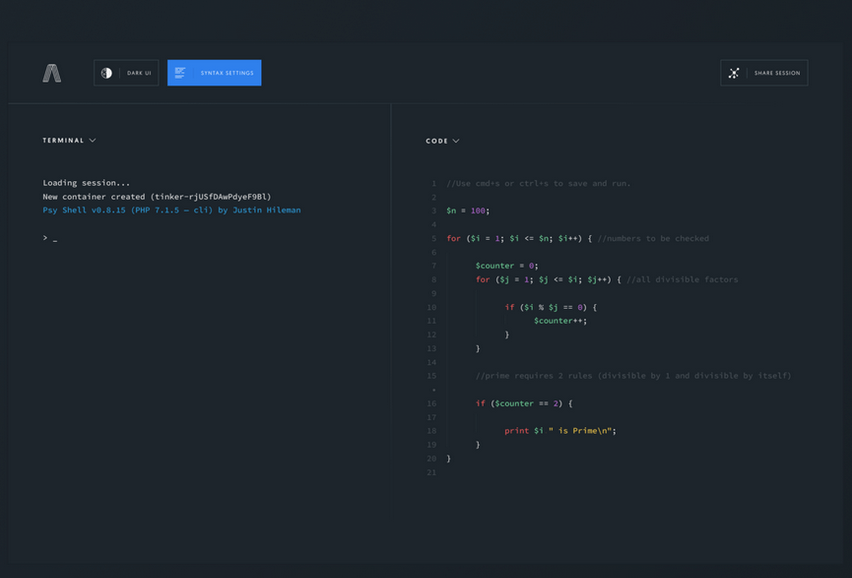 DARK UI
SYNTAX SETTINGS
SHARE SESSION
TERMINAL
Loading session...
New container created (tinker-rjUSfDAwPdyeF9Bl)
Psy Shell v0.8.15 (PHP 7.1.5 — cli) by Justin Hileman
> _
CODE
1 //Use cmd+s or ctrl+s to save and run.
2
3 $n = 100;
4
5 for ($i = 1; $i <= $n; $i++) { //numbers to be checked
6
7 $counter = 0;
8 for ($j = 1; $j <= $i; $j++) { //all divisible factors
9
10 if ($i % $j == 0) {
11 $counter++;
12 }
13 }
14
15 //prime requires 2 rules (divisible by 1 and divisible by itself)
•
16 if ($counter == 2) {
17
18 print $i " is Prime\n";
19 }
20 }
21